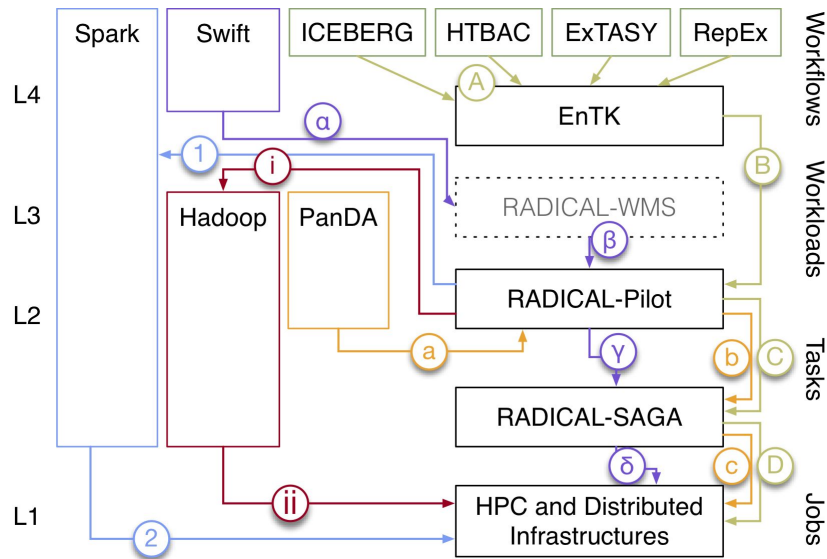 Spark
Swift
ICEBERG
HTBAC
ExTASY
RepEx
Workflows
L4
A
EnTK
α
B
1
i
Workloads
L3
Hadoop
PanDA
RADICAL-WMS
β
RADICAL-Pilot
L2
a
γ
b
C
Tasks
RADICAL-SAGA
δ
c
D
L1
ii
2
HPC and Distributed
Infrastructures
Jobs